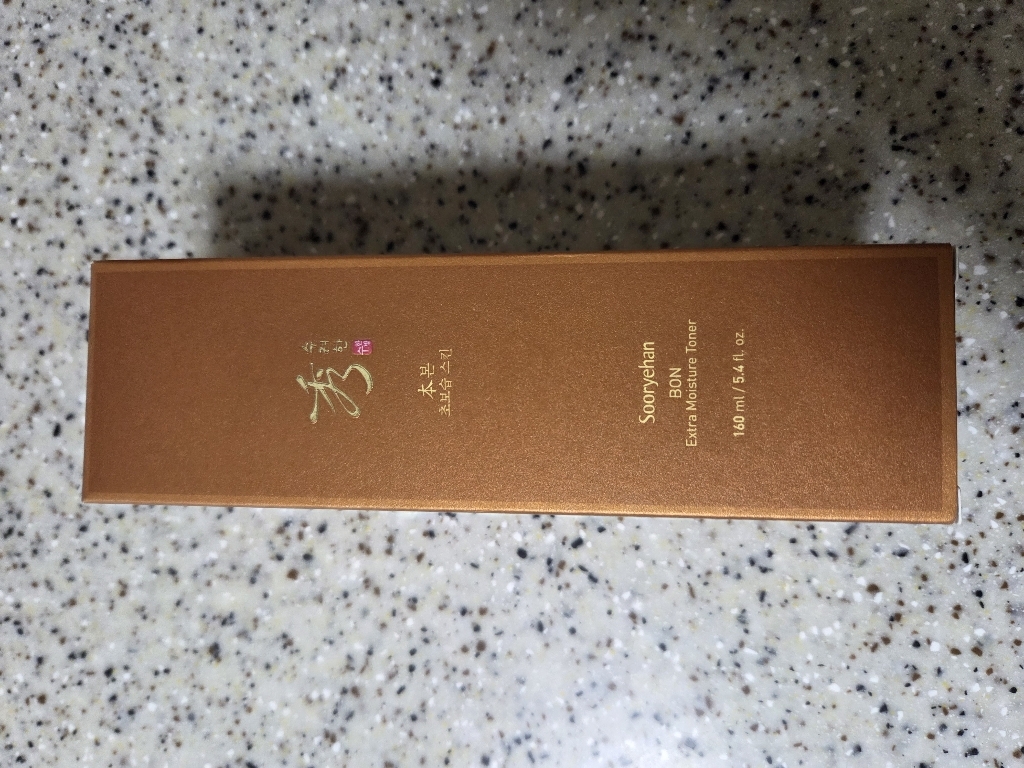 秀
수려한
本 본
초보습 스킨
Sooryehan
BON
Extra Moisture Toner
160 ml / 5.4 fl. oz.